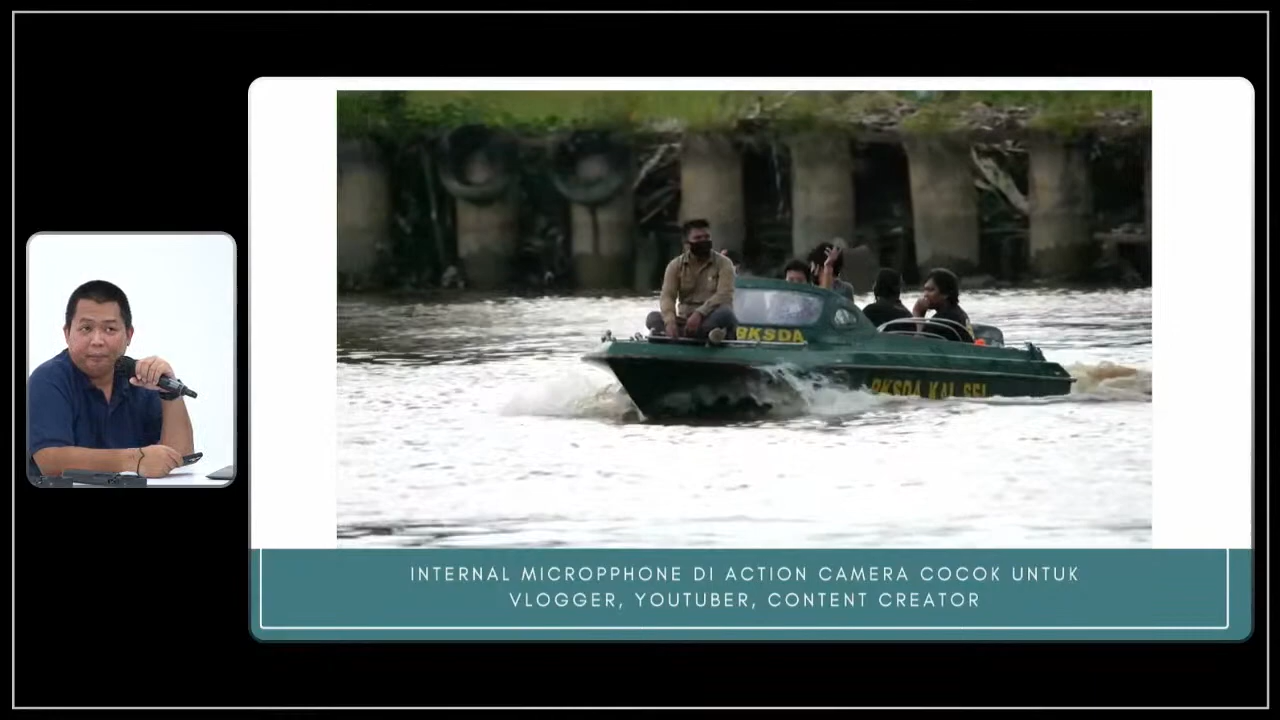 BKSDA
BKSDA KAL SEL
INTERNAL MICROPPHONE DI ACTION CAMERA COCOK UNTUK
VLOGGER, YOUTUBER, CONTENT CREATOR